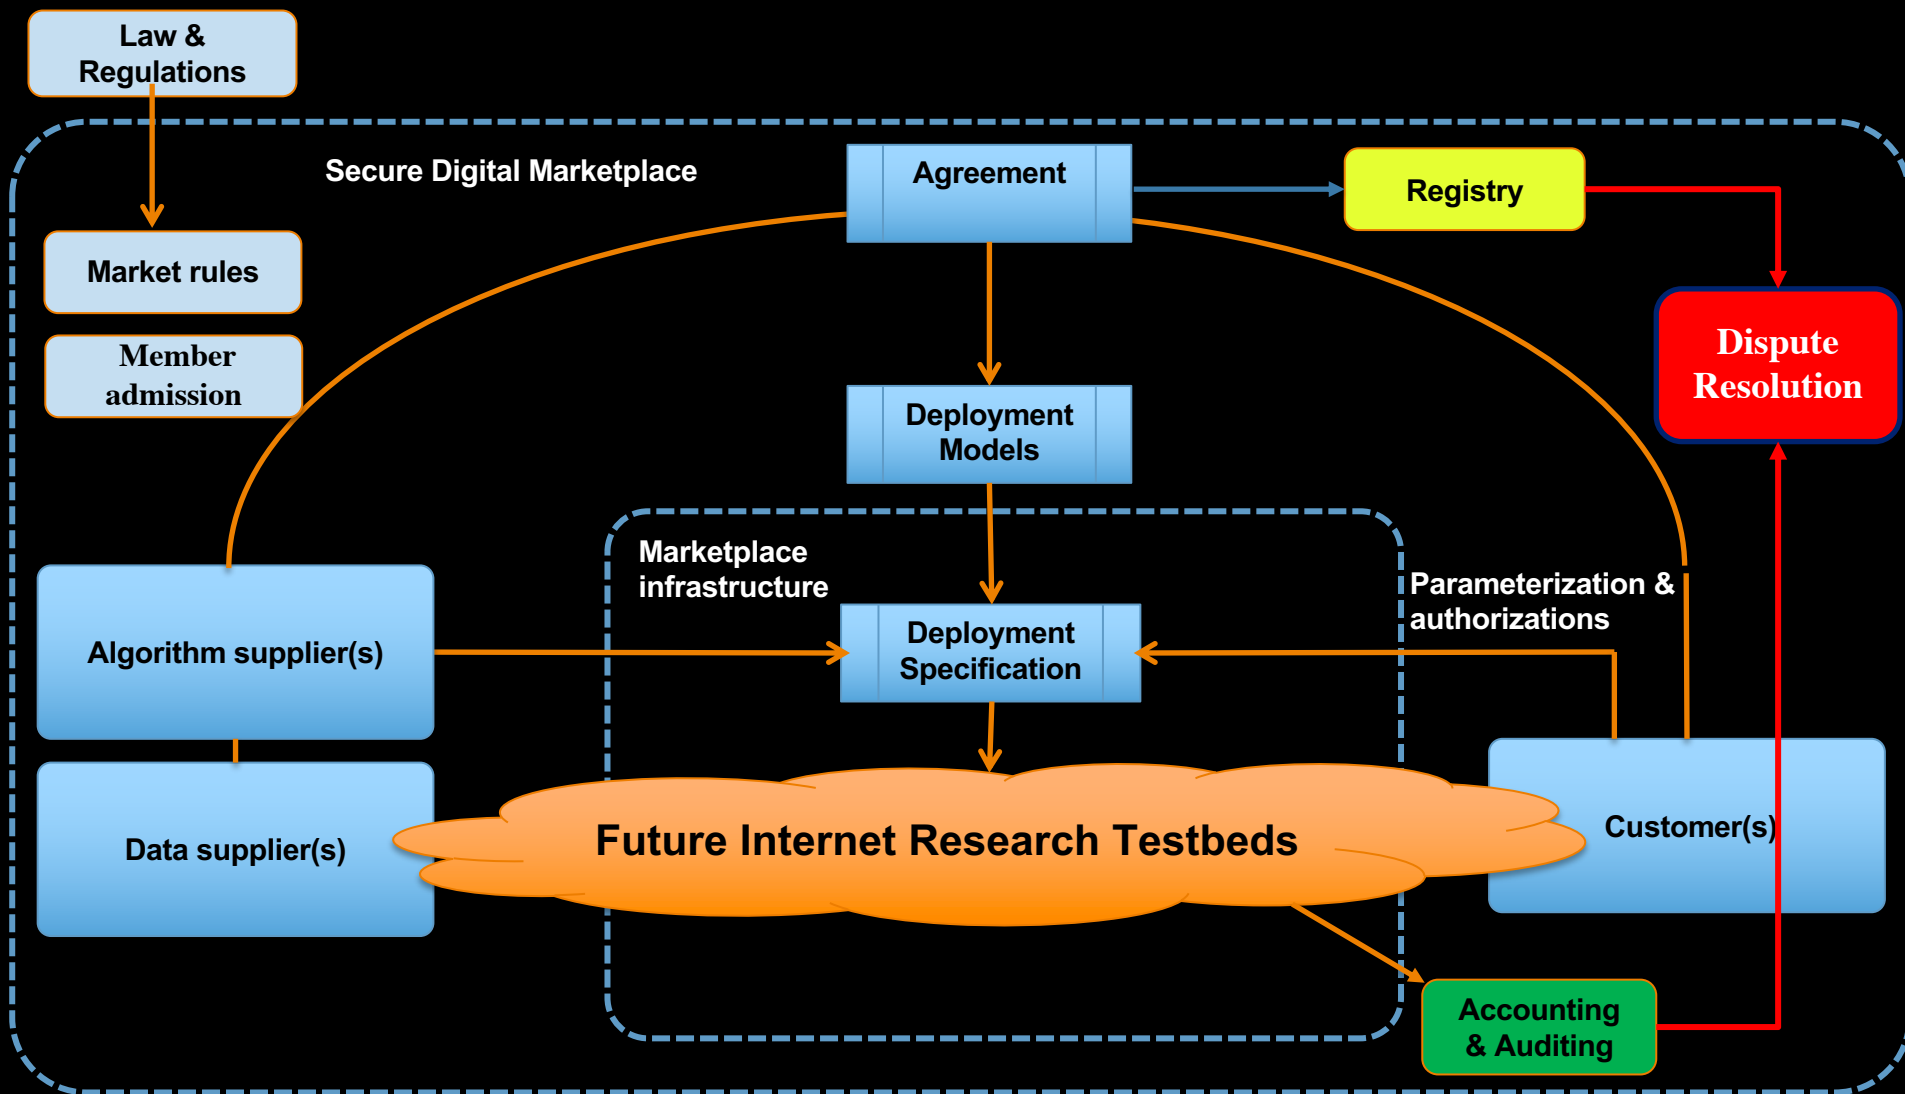 Law &
Regulations
Secure Digital Marketplace
Agreement
Registry
Market rules
Member
admission
Dispute
Resolution
Deployment
Models
Marketplace
infrastructure
Parameterization &
authorizations
Algorithm supplier(s)
Deployment
Specification
Data supplier(s)
Future Internet Research Testbeds
Customer(s)
Accounting
& Auditing